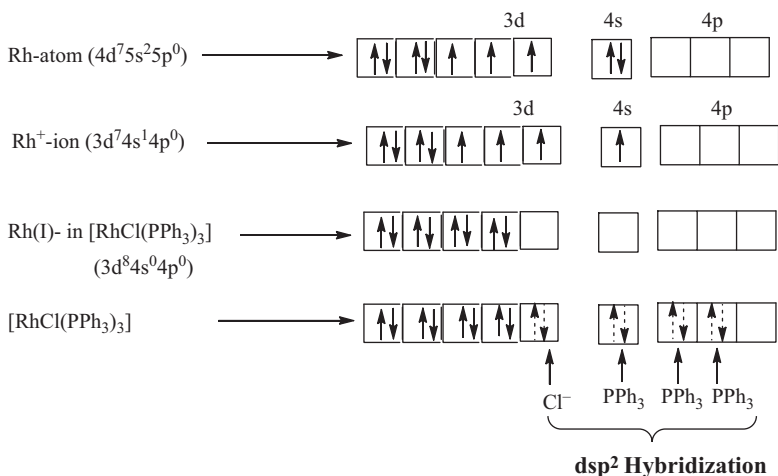 3d 4s 4p
Rh-atom (4d⁷5s²5p⁰)
3d 4s 4p
Rh⁺-ion (3d⁷4s¹4p⁰)
Rh(I)- in [RhCl(PPh₃)₃]
(3d⁸4s⁰4p⁰)
[RhCl(PPh₃)₃]
Cl⁻ PPh₃ PPh₃ PPh₃
dsp² Hybridization